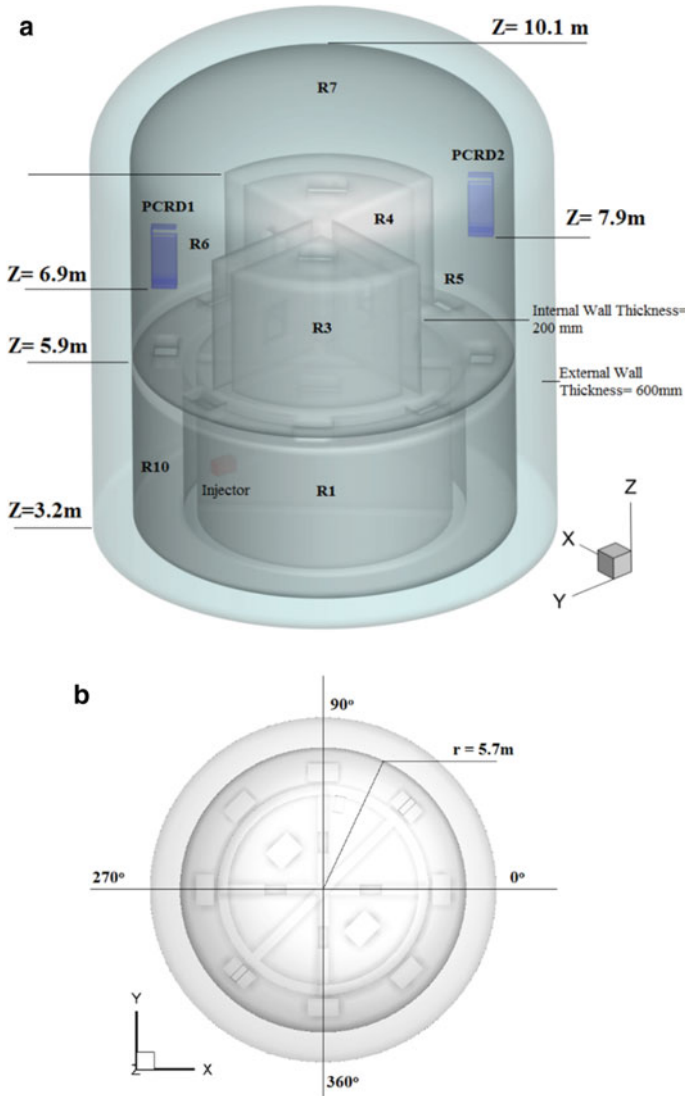 a
Z= 10.1 m
R7
PCRD2
PCRD1
R4
R6
Z= 7.9m
Z= 6.9m
R5
Internal Wall Thickness=
200 mm
R3
Z= 5.9m
External Wall
Thickness= 600mm
R10
Injector
R1
Z=3.2m
Z
X
Y
b
90°
r = 5.7m
270°
0°
Y
Z
X
360°